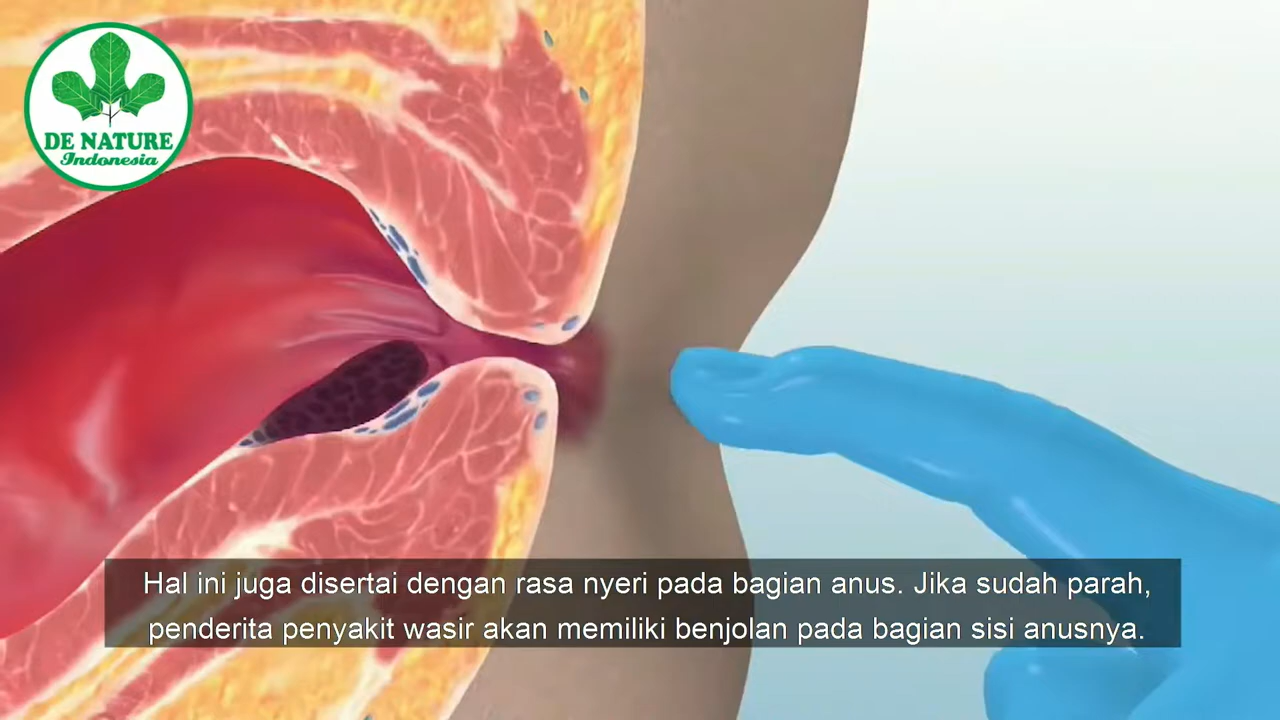 DE NATURE
Indonesia
Hal ini juga disertai dengan rasa nyeri pada bagian anus. Jika sudah parah,
penderita penyakit wasir akan memiliki benjolan pada bagian sisi anusnya.